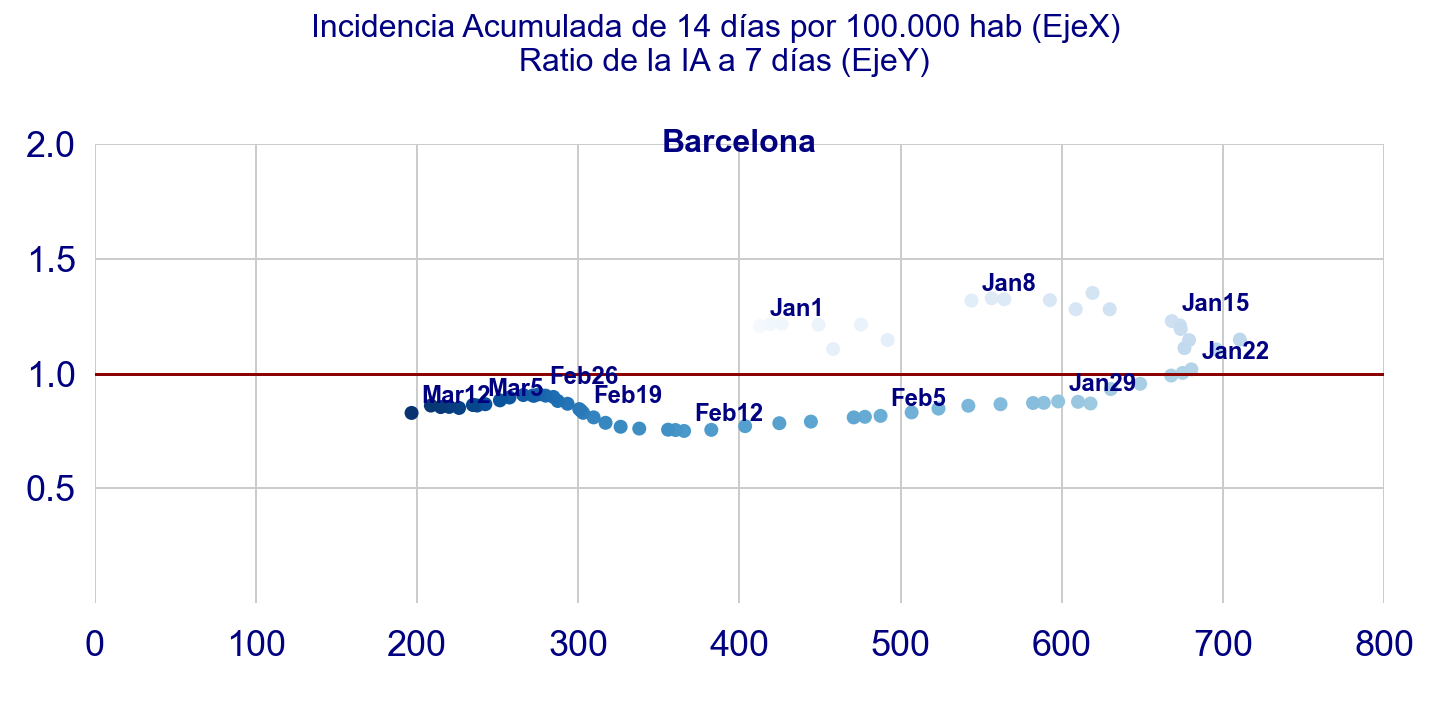 Incidencia Acumulada de 14 días por 100.000 hab (EjeX)
Ratio de la IA a 7 días (EjeY)
Barcelona
2.0
1.5
1.0
0.5
Jan1
Jan8
Jan15
Jan22
Jan29
Feb5
Feb12
Feb19
Feb26
Mar5
Mar12
0 100 200 300 400 500 600 700 800